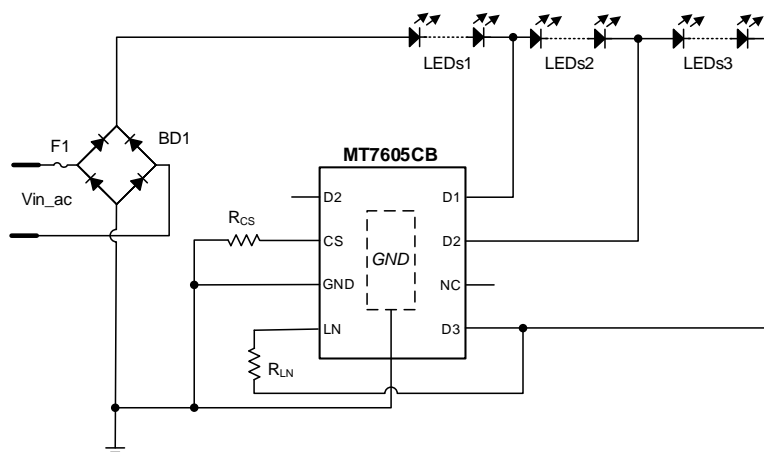 LEDs1
LEDs2
LEDs3
F1
BD1
Vin_ac
MT7605CB
D2
D1
RCS
CS
D2
GND
GND
NC
LN
D3
RLN